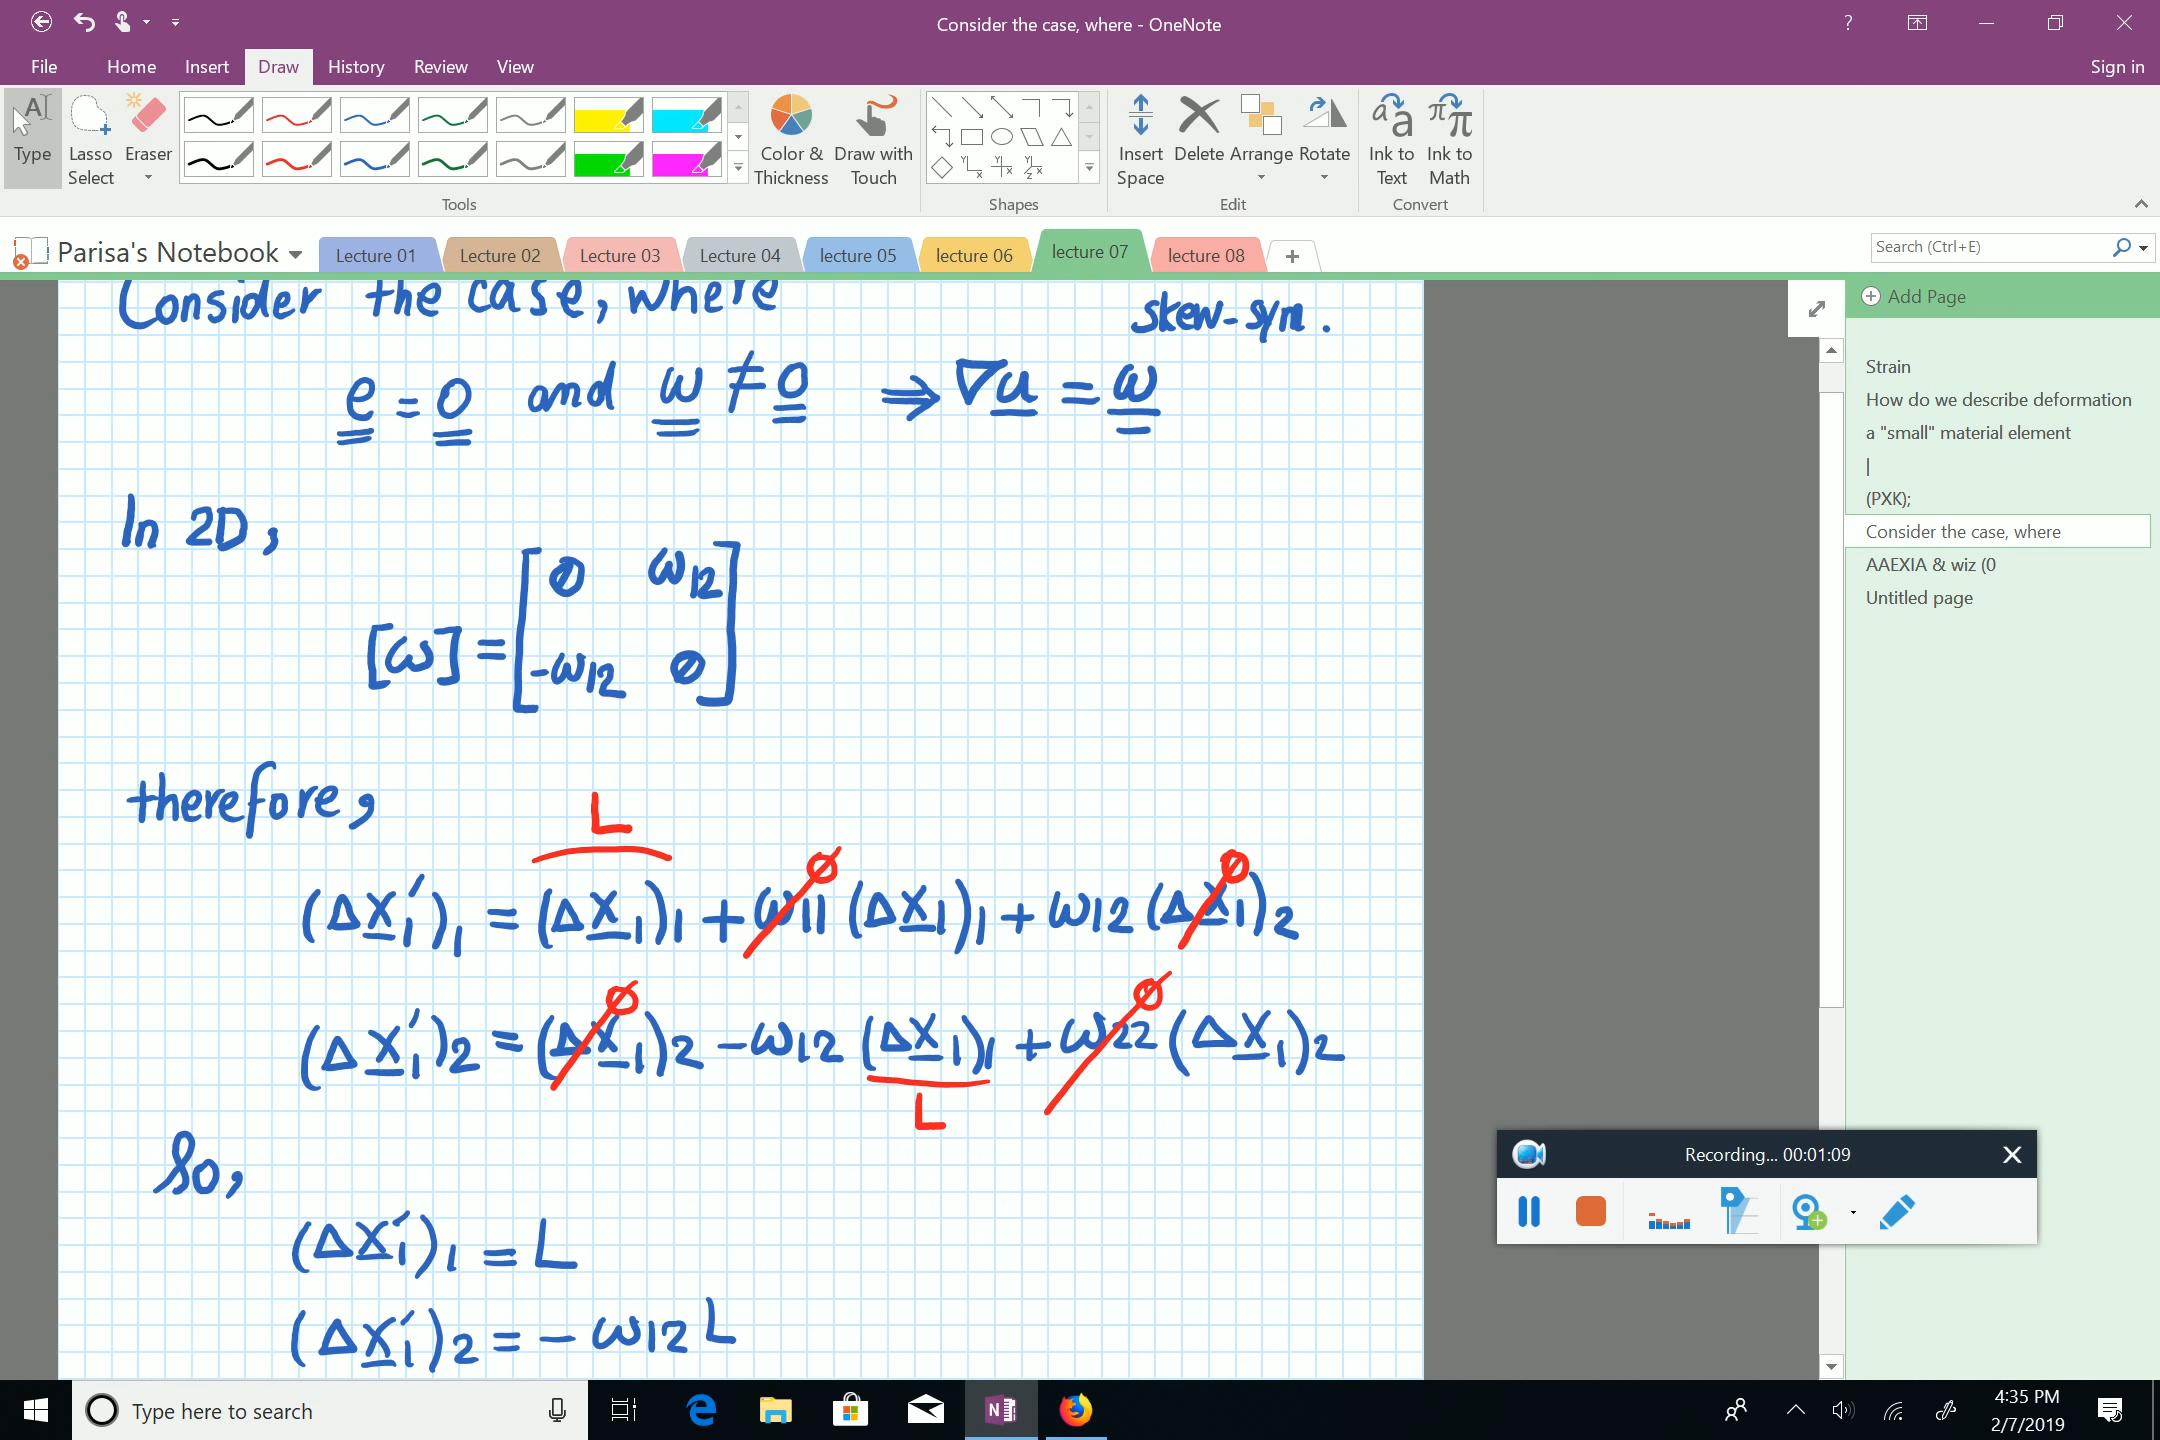 Consider the case, where - OneNote
?
File Home Insert Draw History Review View
Sign in
Type
Lasso Select
Eraser
Color & Thickness
Draw with Touch
Insert Space
Delete
Arrange
Rotate
Ink to Text
Ink to Math
Tools
Shapes
Edit
Convert
Parisa's Notebook
Lecture 01
Lecture 02
Lecture 03
Lecture 04
lecture 05
lecture 06
lecture 07
lecture 08
+
Search (Ctrl+E)
Consider the case, where
skew-sym.
e = 0 and ω ≠ 0 ⇒ ∇u = ω
In 2D,
[ω] = [0 ω12
-ω12 0]
therefore,
L
0 0
(ΔX1')1 = (ΔX1)1 + ω11 (ΔX1)1 + ω12 (ΔX1)2
0 0
(ΔX1')2 = (ΔX1)2 - ω12 (ΔX1)1 + ω22 (ΔX1)2
L
So,
(ΔX1')1 = L
(ΔX1')2 = - ω12 L
Add Page
Strain
How do we describe deformation
a "small" material element
|
(PXK);
Consider the case, where
AAEXIA & wiz (0
Untitled page
Recording... 00:01:09
Type here to search
4:35 PM
2/7/2019